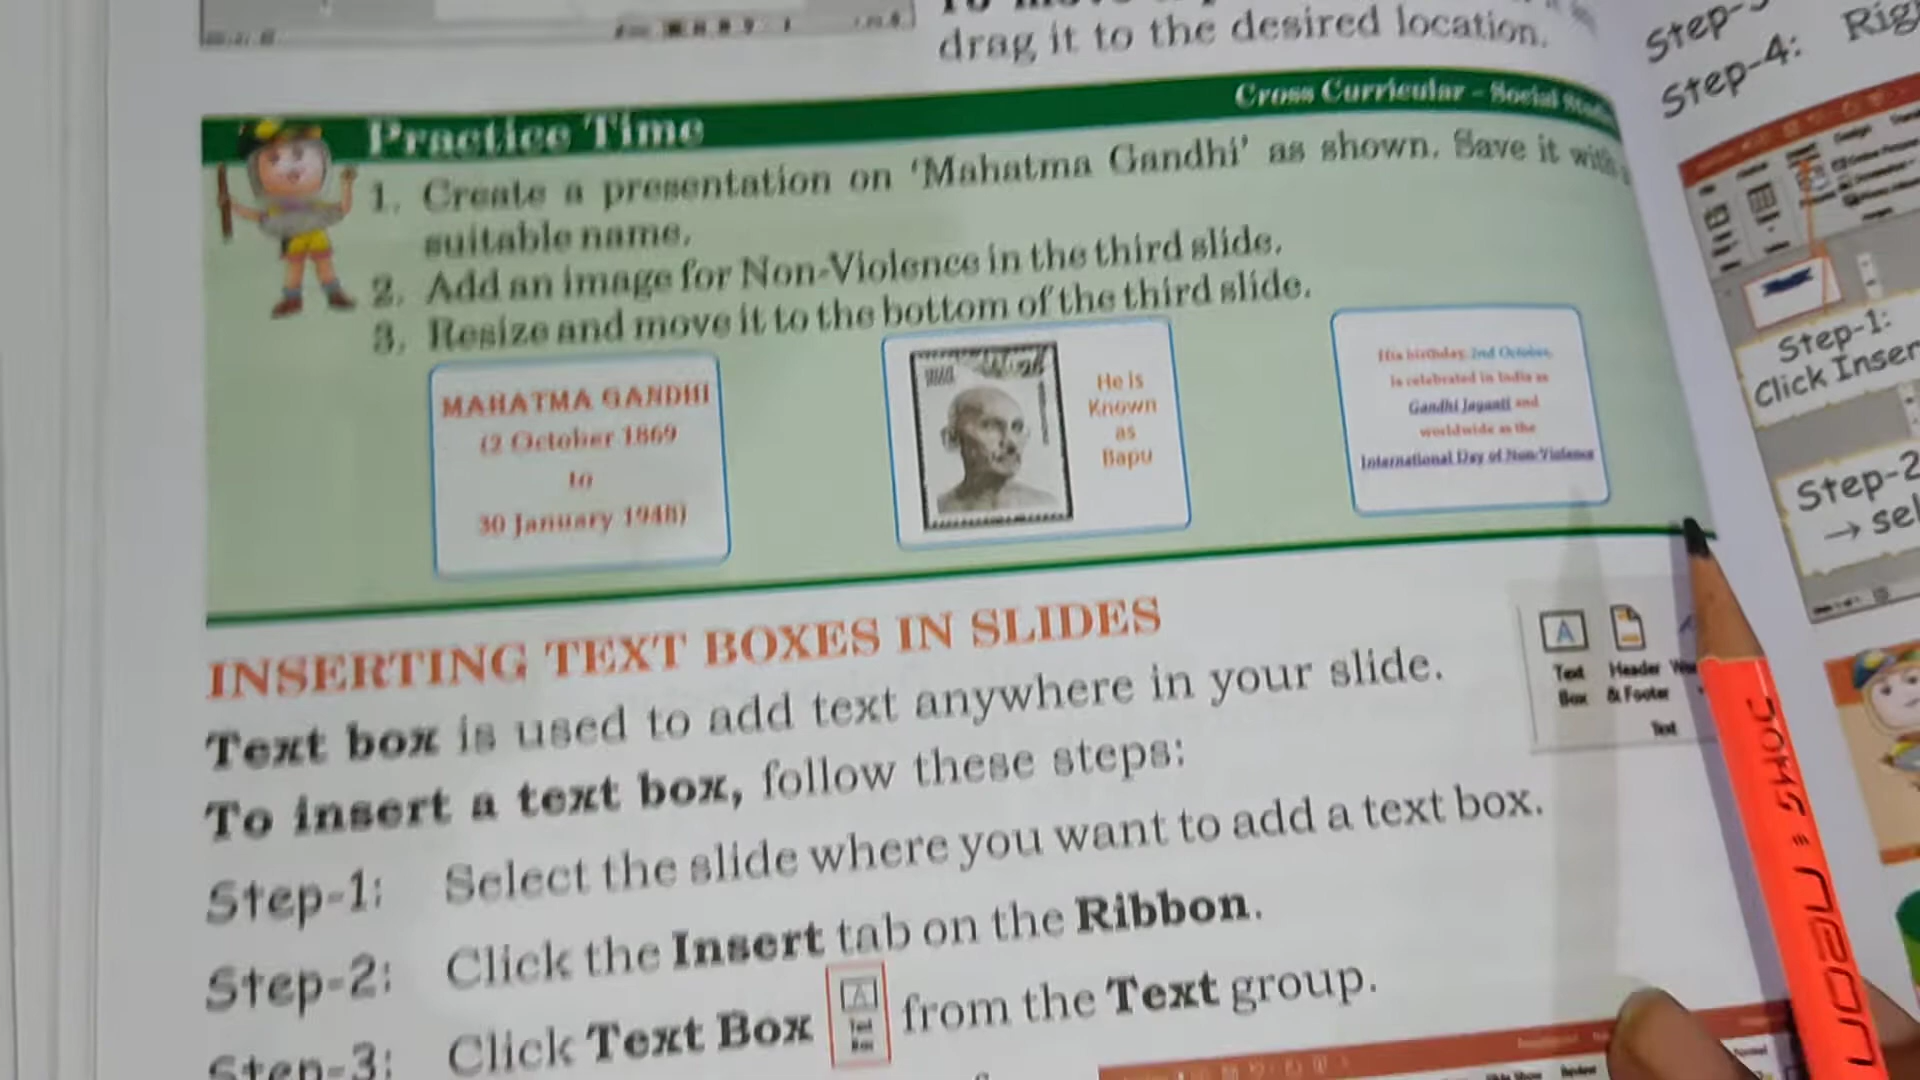 drag it to the desired location.
Cross Curricular - Social
Practice Time
1. Create a presentation on 'Mahatma Gandhi' as shown. Save it with
suitable name.
2. Add an image for Non-Violence in the third slide.
3. Resize and move it to the bottom of the third slide.
MAHATMA GANDHI
(2 October 1869
to
30 January 1948)
He is
Known
as
Bapu
His birthday, 2nd October,
is celebrated in India as
Gandhi Jayanti and
worldwide as the
International Day of Non-Violence
INSERTING TEXT BOXES IN SLIDES
Text box is used to add text anywhere in your slide.
To insert a text box, follow these steps:
Text Box
Header & Footer
Text
Step-1: Select the slide where you want to add a text box.
Step-2: Click the Insert tab on the Ribbon.
Step-3: Click Text Box
Text Box
from the Text group.
Step-4:
Step-1:
Click
Step-2
→